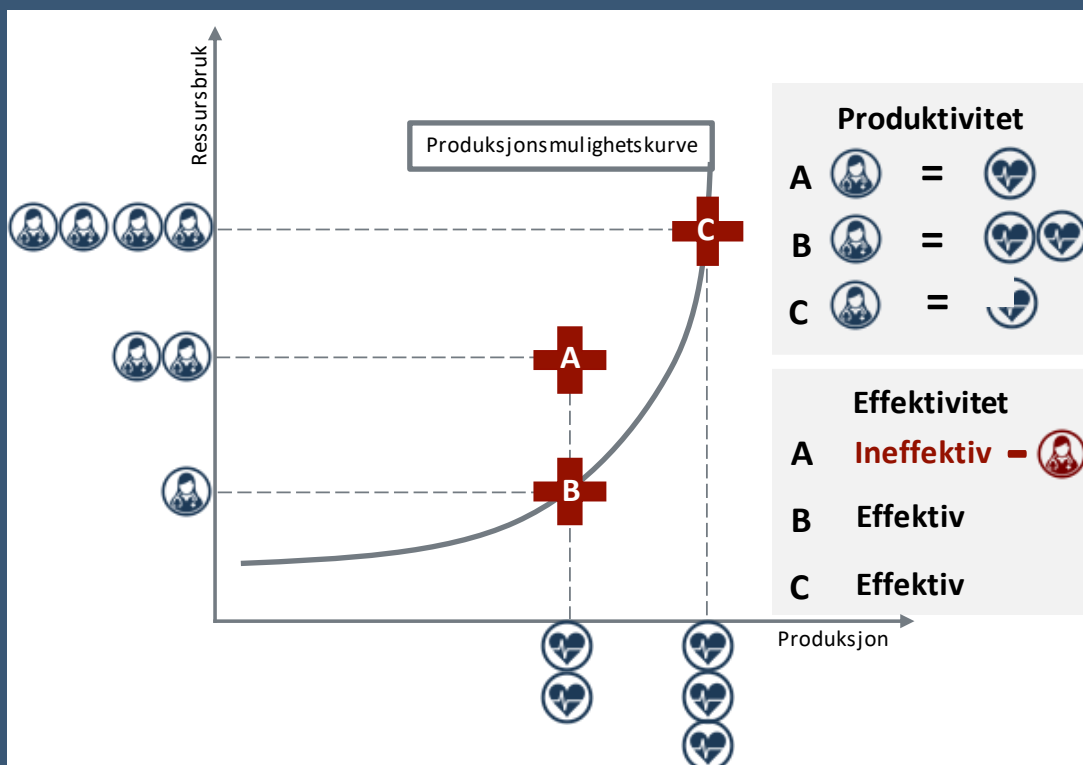 Ressursbruk
Produksjonsmulighetskurve
C
A
B
Produksjon
Produktivitet
A =
B =
C =
Effektivitet
A Ineffektiv -
B Effektiv
C Effektiv